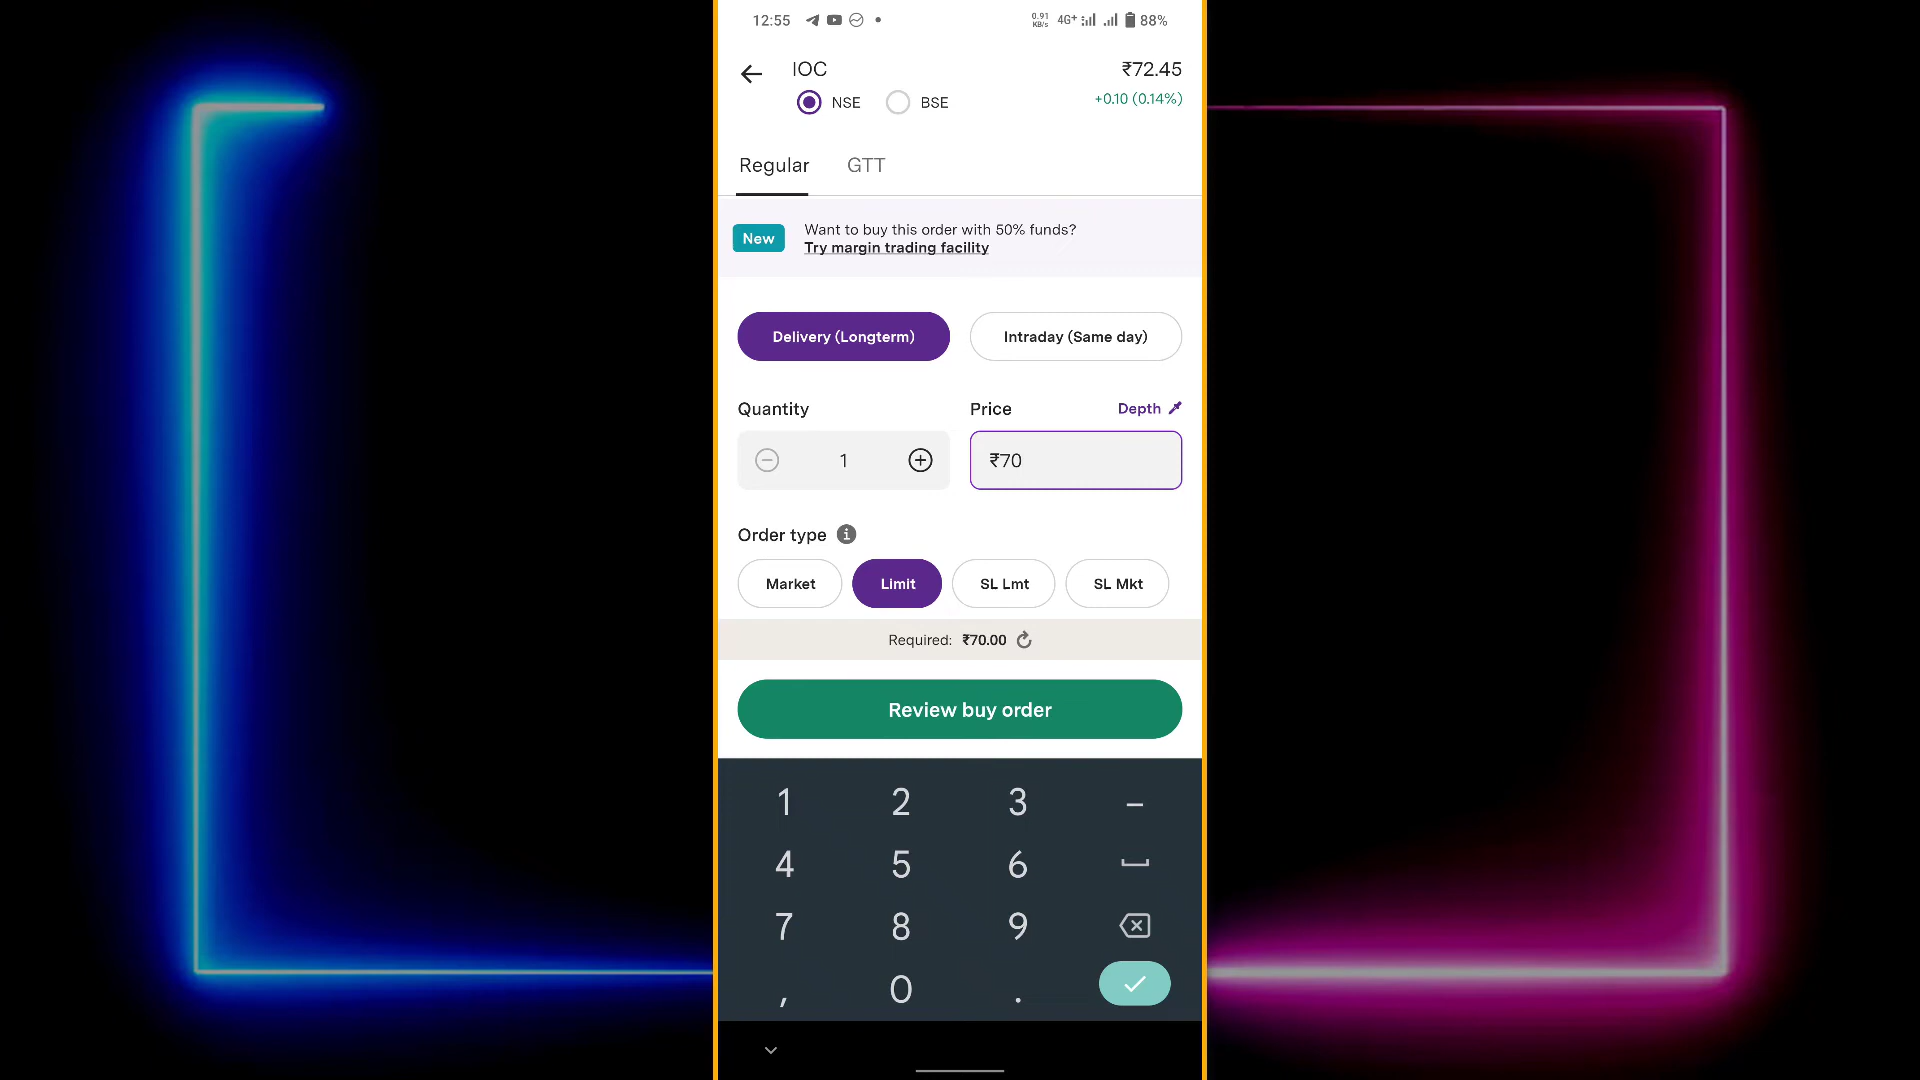 12:55 0.91 KB/s 4G+ 88%
IOC ₹72.45
NSE BSE +0.10 (0.14%)
Regular GTT
New Want to buy this order with 50% funds?
Try margin trading facility
Delivery (Longterm) Intraday (Same day)
Quantity Price Depth
1 ₹70
Order type i
Market Limit SL Lmt SL Mkt
Required: ₹70.00
Review buy order
1 2 3 –
4 5 6
7 8 9
, 0 .